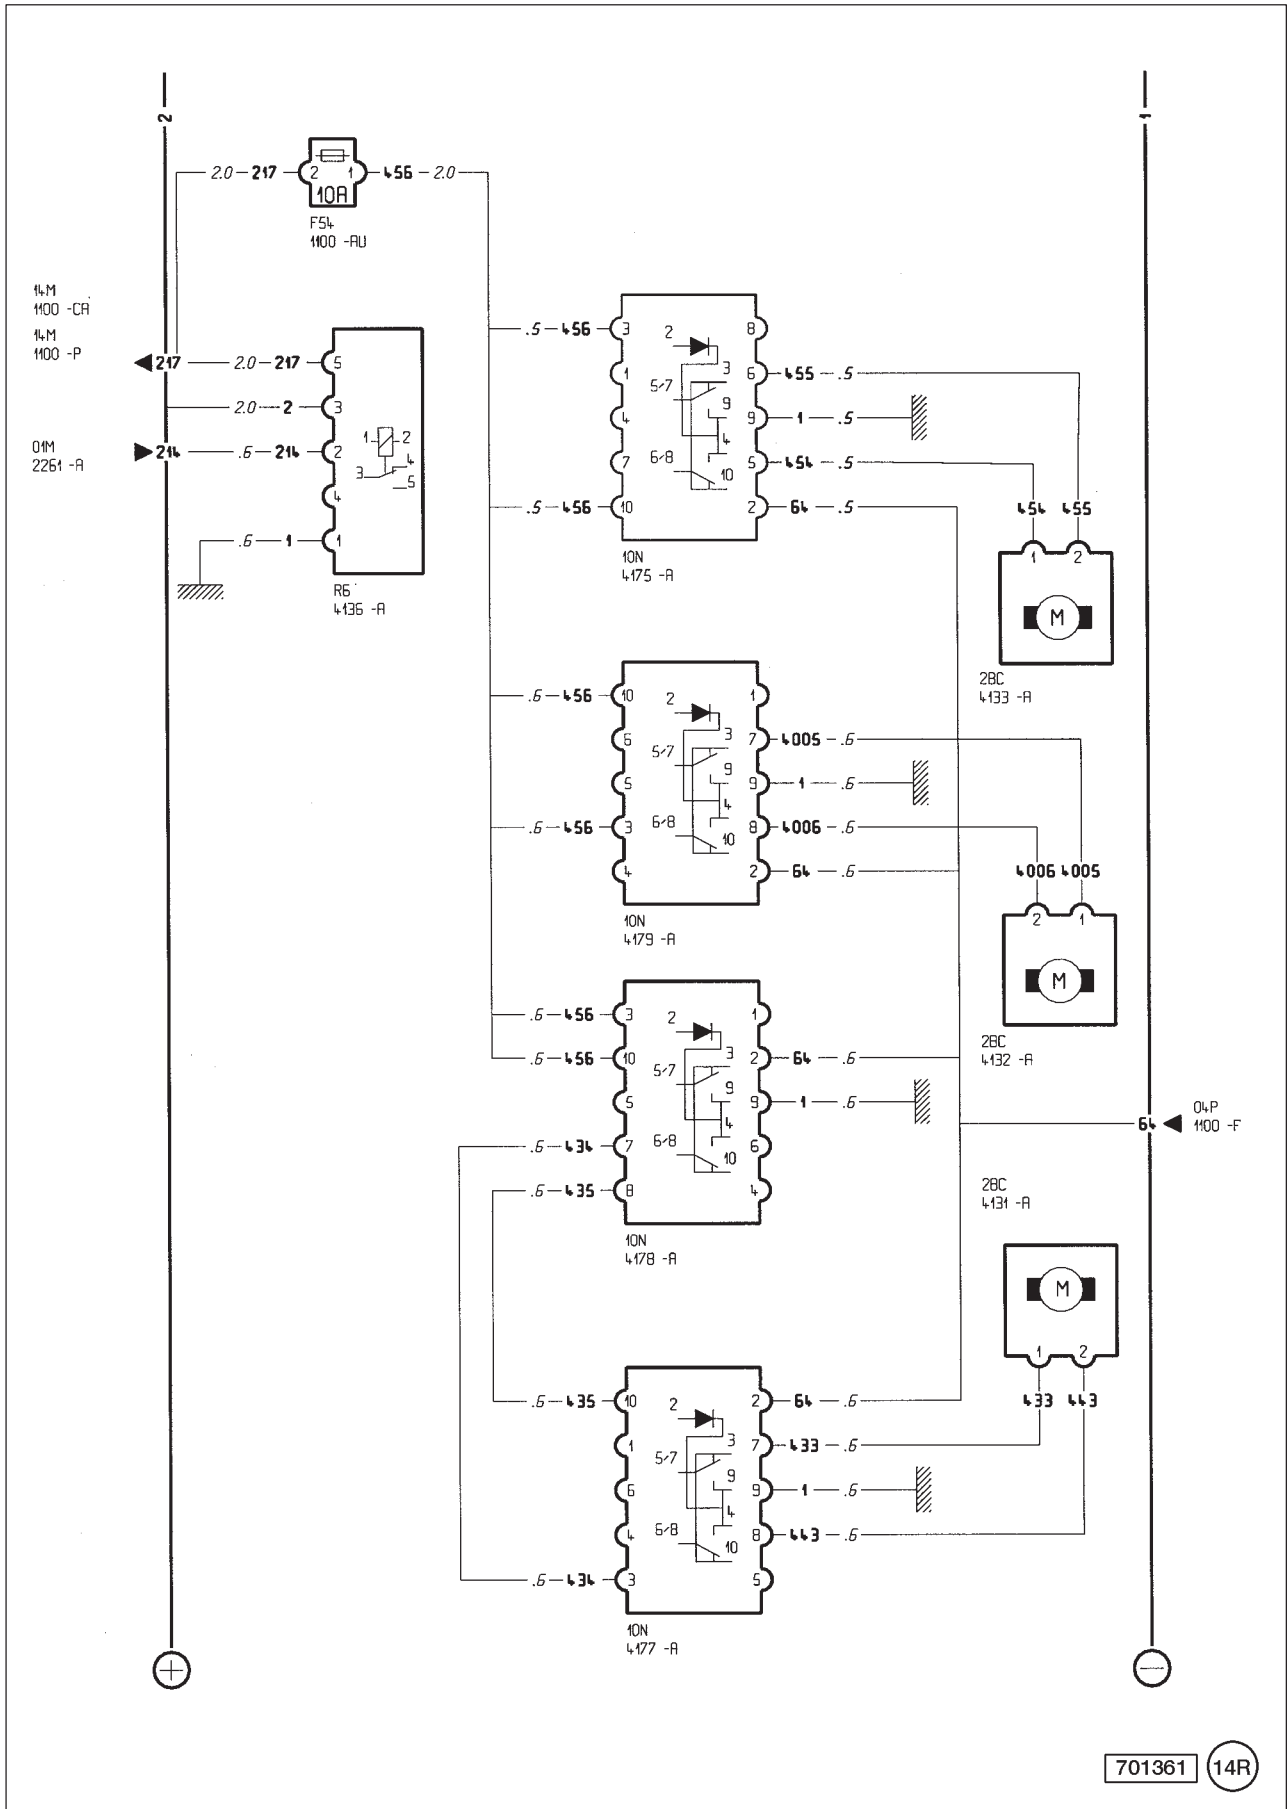 2
1
2.0 217 2 1 456 2.0
10A
F54
1100 -AU
14M
1100 -CA
14M
1100 -P
217 2.0 217 5
2.0 2 3
01M
2261 -A
214 .6 214 2
4
.6 1 1
1 2
3 4
5
R6
4136 -A
.5 456 3 8
1 6 455 .5
4 9 1 .5
7 5 454 .5
.5 456 10 2 64 .5
2
3
5/7
9
4
6/8
10
10N
4175 -A
454 455
1 2
M
2BC
4133 -A
.6 456 10 1
6 7 4005 .6
5 9 1 .6
.6 456 3 8 4006 .6
4 2 64 .6
2
3
5/7
9
4
6/8
10
10N
4179 -A
4006 4005
2 1
M
2BC
4132 -A
.6 456 3 1
.6 456 10 2 64 .6
5 9 1 .6
.6 434 7 6
.6 435 8 4
2
3
5/7
9
4
6/8
10
10N
4178 -A
64
04P
1100 -F
2BC
4131 -A
M
1 2
433 443
.6 435 10 2 64 .6
1 7 433 .6
6 9 1 .6
4 8 443 .6
.6 434 3 5
2
3
5/7
9
4
6/8
10
10N
4177 -A
+
−
701361 14R